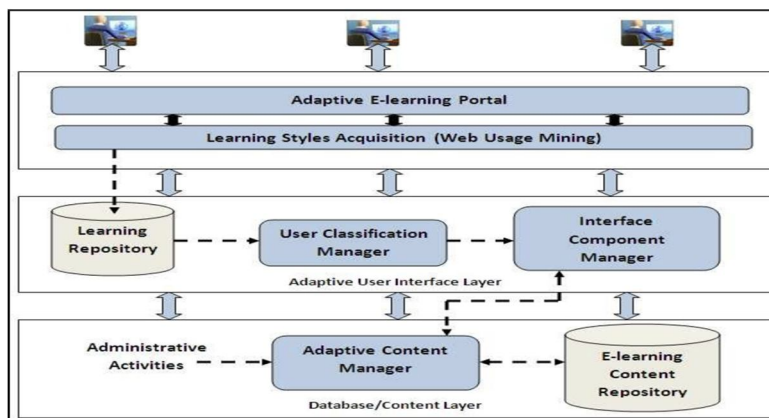 Adaptive E-learning Portal
Learning Styles Acquisition (Web Usage Mining)
Learning
Repository
User Classification
Manager
Interface
Component
Manager
Adaptive User Interface Layer
Administrative
Activities
Adaptive Content
Manager
E-learning
Content
Repository
Database/Content Layer